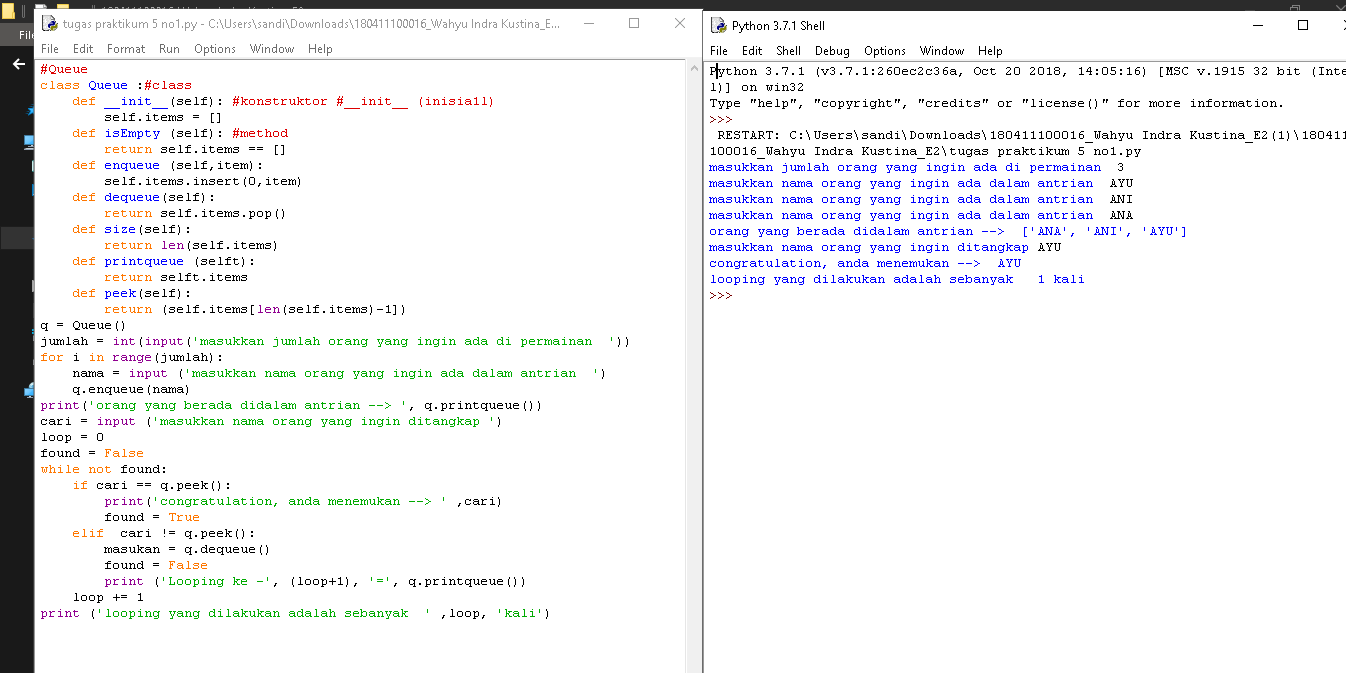 tugas praktikum 5 no1.py - C:\Users\sandi\Downloads\180411100016_Wahyu Indra Kustina_E...
File Edit Format Run Options Window Help
#Queue
class Queue :#class
    def __init__(self): #konstruktor #__init__ (inisial)
        self.items = []
    def isEmpty (self): #method
        return self.items == []
    def enqueue (self,item):
        self.items.insert(0,item)
    def dequeue(self):
        return self.items.pop()
    def size(self):
        return len(self.items)
    def printqueue (selft):
        return selft.items
    def peek(self):
        return (self.items[len(self.items)-1])
q = Queue()
jumlah = int(input('masukkan jumlah orang yang ingin ada di permainan  '))
for i in range(jumlah):
    nama = input ('masukkan nama orang yang ingin ada dalam antrian  ')
    q.enqueue(nama)
print('orang yang berada didalam antrian --> ', q.printqueue())
cari = input ('masukkan nama orang yang ingin ditangkap ')
loop = 0
found = False
while not found:
    if cari == q.peek():
        print('congratulation, anda menemukan --> ' ,cari)
        found = True
    elif  cari != q.peek():
        masukan = q.dequeue()
        found = False
        print ('Looping ke -', (loop+1), '=', q.printqueue())
    loop += 1
print ('looping yang dilakukan adalah sebanyak  ' ,loop, 'kali')
Python 3.7.1 Shell
File Edit Shell Debug Options Window Help
Python 3.7.1 (v3.7.1:260ec2c36a, Oct 20 2018, 14:05:16) [MSC v.1915 32 bit (Inte
l)] on win32
Type "help", "copyright", "credits" or "license()" for more information.
>>>
 RESTART: C:\Users\sandi\Downloads\180411100016_Wahyu Indra Kustina_E2(1)\180411
100016_Wahyu Indra Kustina_E2\tugas praktikum 5 no1.py
masukkan jumlah orang yang ingin ada di permainan  3
masukkan nama orang yang ingin ada dalam antrian  AYU
masukkan nama orang yang ingin ada dalam antrian  ANI
masukkan nama orang yang ingin ada dalam antrian  ANA
orang yang berada didalam antrian -->  ['ANA', 'ANI', 'AYU']
masukkan nama orang yang ingin ditangkap AYU
congratulation, anda menemukan -->  AYU
looping yang dilakukan adalah sebanyak   1 kali
>>>
Fil